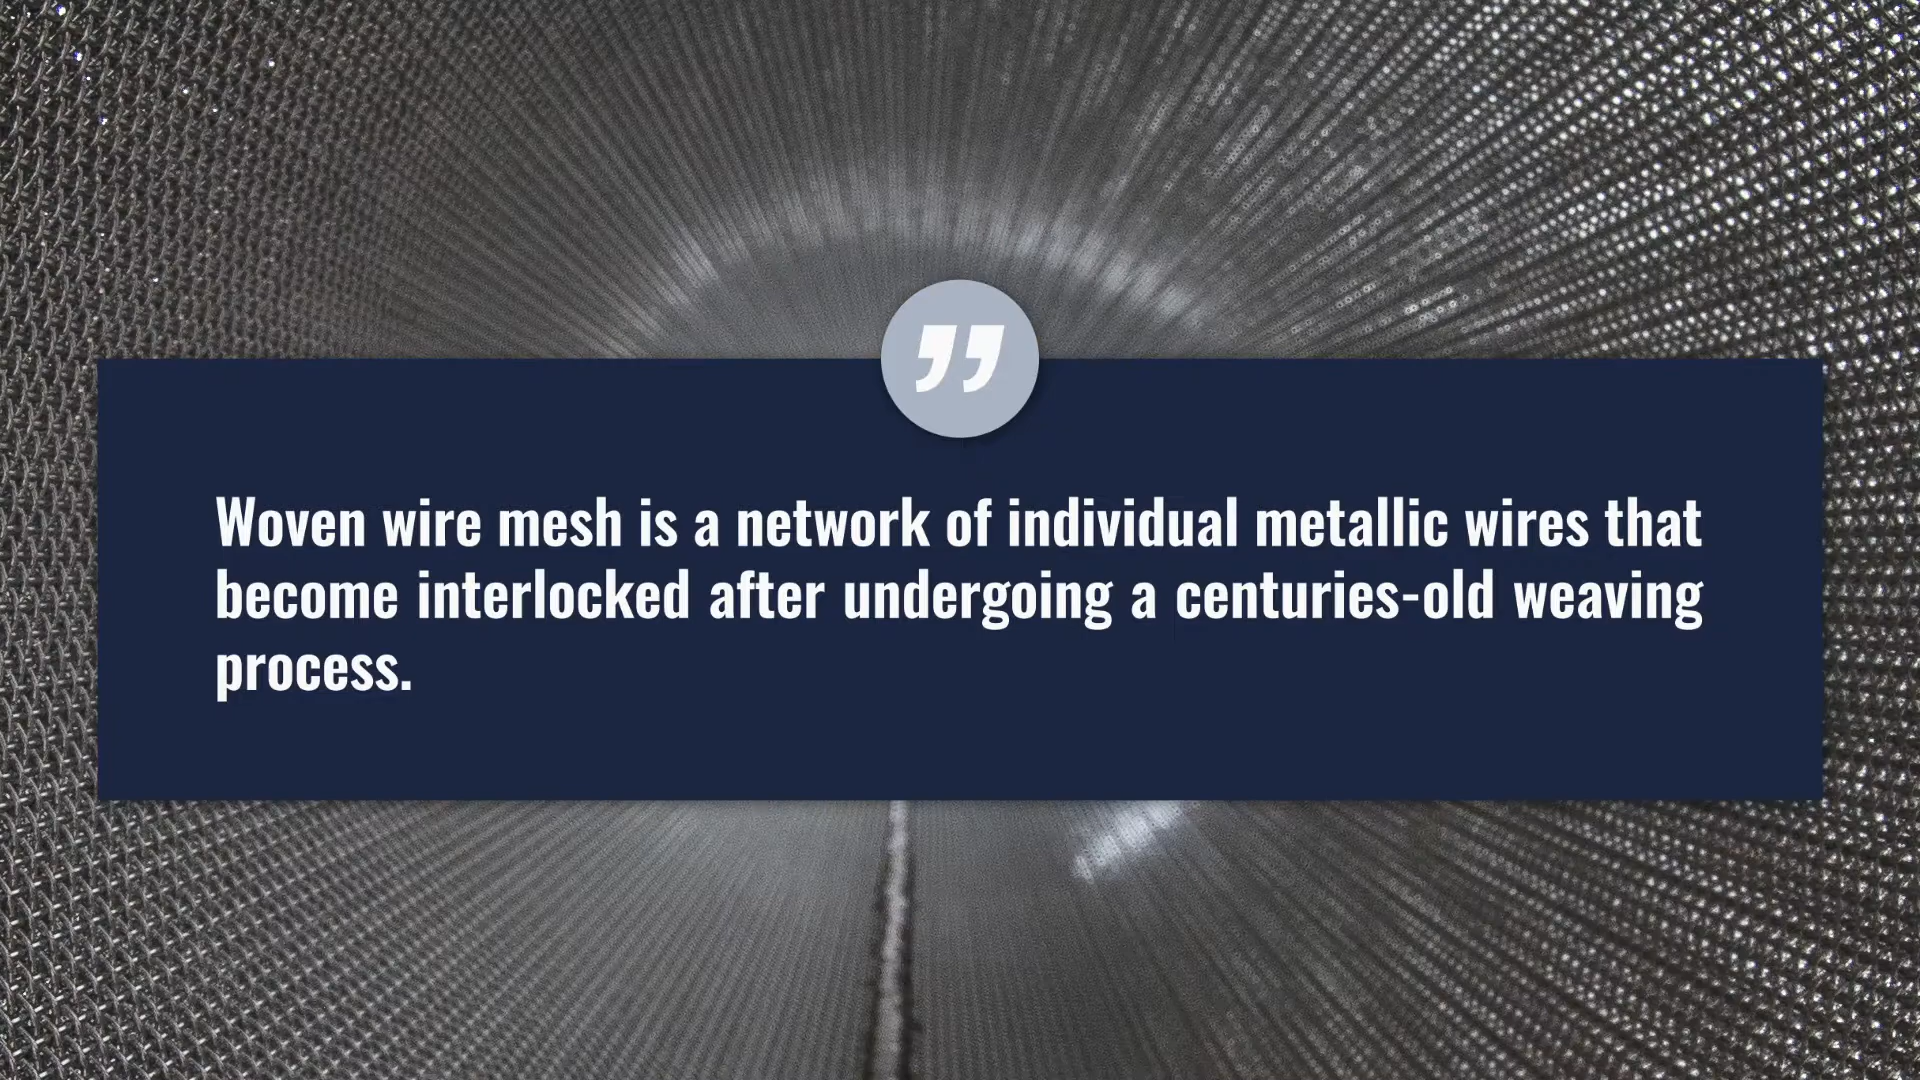 ”
Woven wire mesh is a network of individual metallic wires that
become interlocked after undergoing a centuries-old weaving
process.